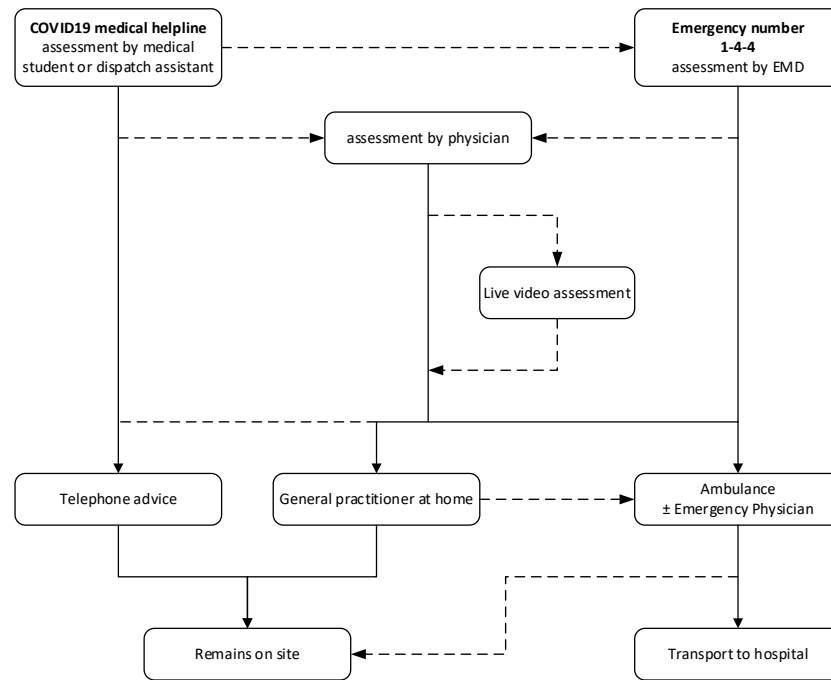 COVID19 medical helpline
assessment by medical
student or dispatch assistant
Emergency number
1-4-4
assessment by EMD
assessment by physician
Live video assessment
Telephone advice
General practitioner at home
Ambulance
± Emergency Physician
Remains on site
Transport to hospital